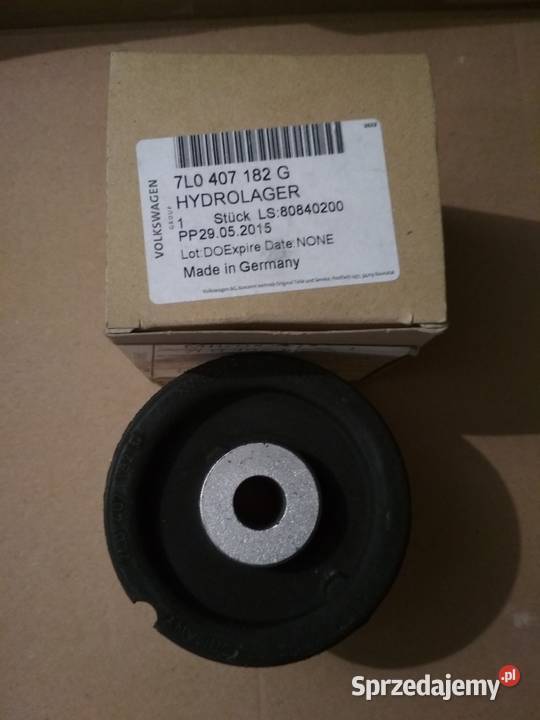 VOLKSWAGEN
GROUP
7L0 407 182 G
HYDROLAGER
1 Stück LS:80840200
PP29.05.2015
Lot:DOExpire Date:NONE
Made in Germany
Sprzedajemy.pl